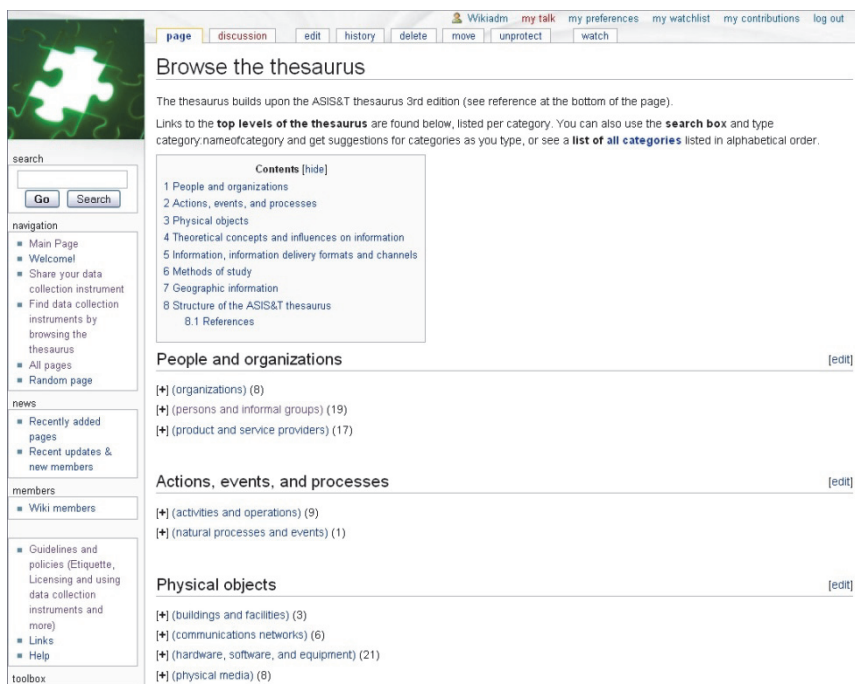 Wikiadm my talk my preferences my watchlist my contributions log out
page discussion edit history delete move unprotect watch
Browse the thesaurus
The thesaurus builds upon the ASIS&T thesaurus 3rd edition (see reference at the bottom of the page).
Links to the top levels of the thesaurus are found below, listed per category. You can also use the search box and type
category:nameofcategory and get suggestions for categories as you type, or see a list of all categories listed in alphabetical order.
Contents [hide]
1 People and organizations
2 Actions, events, and processes
3 Physical objects
4 Theoretical concepts and influences on information
5 Information, information delivery formats and channels
6 Methods of study
7 Geographic information
8 Structure of the ASIS&T thesaurus
8.1 References
search
Go Search
navigation
Main Page
Welcome!
Share your data
collection instrument
Find data collection
instruments by
browsing the
thesaurus
All pages
Random page
news
Recently added
pages
Recent updates &
new members
members
Wiki members
Guidelines and
policies (Etiquette,
Licensing and using
data collection
instruments and
more)
Links
Help
toolbox
People and organizations [edit]
[+] (organizations) (8)
[+] (persons and informal groups) (19)
[+] (product and service providers) (17)
Actions, events, and processes [edit]
[+] (activities and operations) (9)
[+] (natural processes and events) (1)
Physical objects [edit]
[+] (buildings and facilities) (3)
[+] (communications networks) (6)
[+] (hardware, software, and equipment) (21)
[+] (physical media) (8)